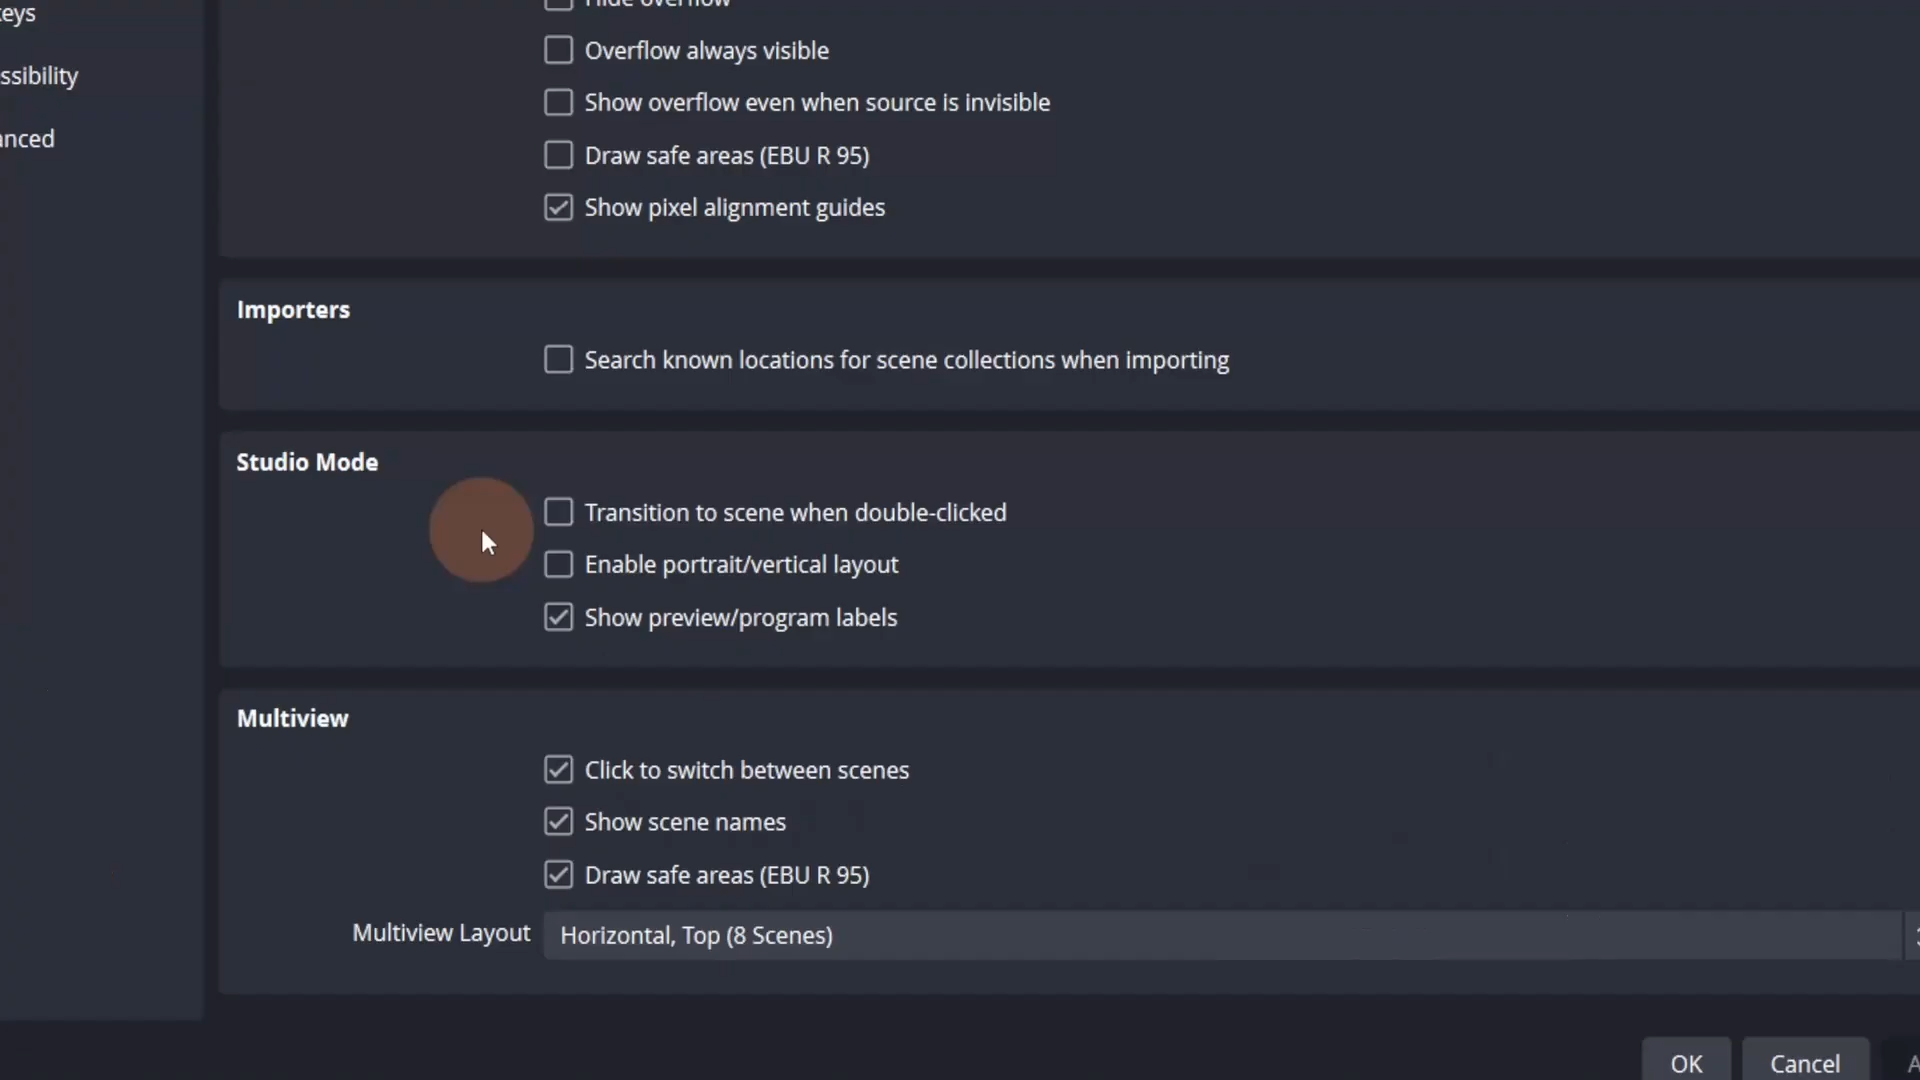 Hide overflow
Overflow always visible
Show overflow even when source is invisible
Draw safe areas (EBU R 95)
Show pixel alignment guides
Importers
Search known locations for scene collections when importing
Studio Mode
Transition to scene when double-clicked
Enable portrait/vertical layout
Show preview/program labels
Multiview
Click to switch between scenes
Show scene names
Draw safe areas (EBU R 95)
Multiview Layout Horizontal, Top (8 Scenes)
eys
ssibility
anced
OK Cancel A